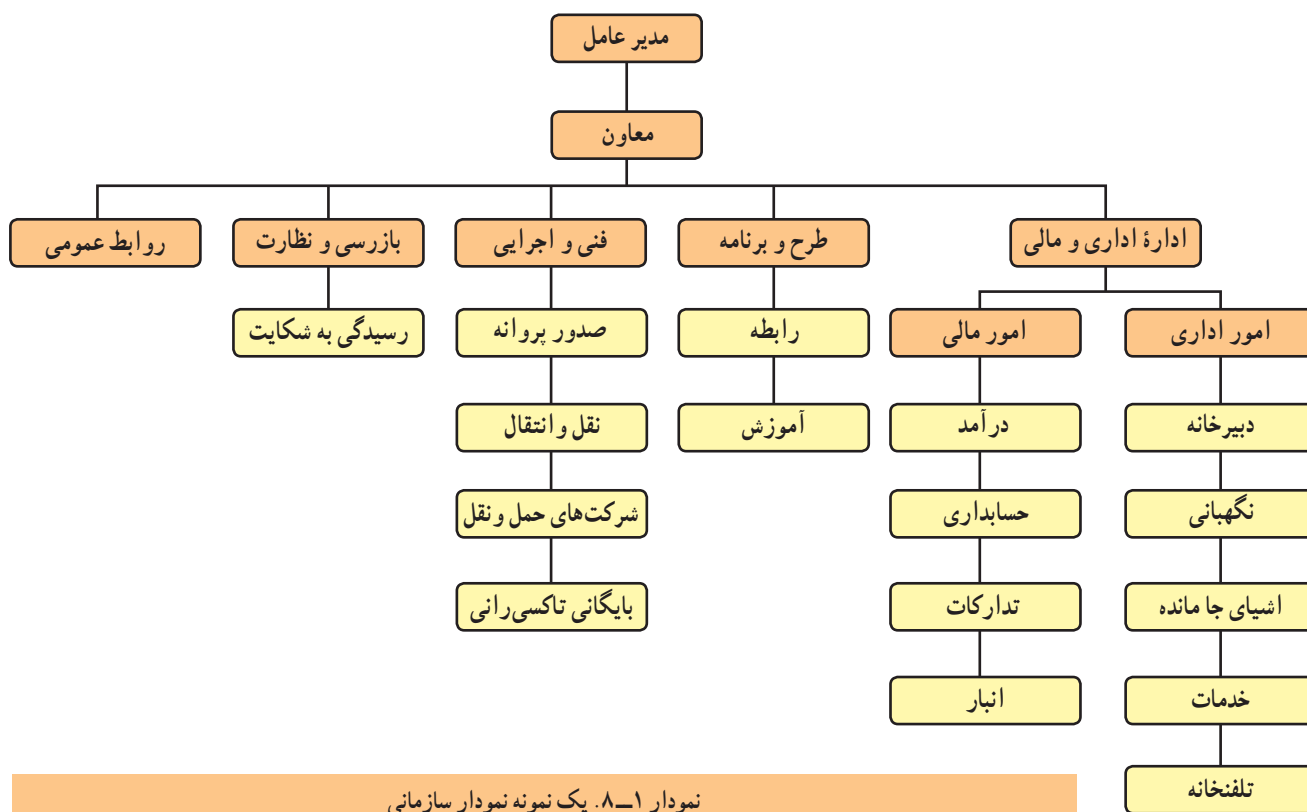 مدیر عامل
معاون
ادارهٔ اداری و مالی
طرح و برنامه
فنی و اجرایی
بازرسی و نظارت
روابط عمومی
امور اداری
امور مالی
رابطه
صدور پروانه
رسیدگی به شکایت
دبیرخانه
درآمد
آموزش
نقل و انتقال
نگهبانی
حسابداری
شرکت‌های حمل و نقل
اشیای جا مانده
تدارکات
بایگانی تاکسی‌رانی
خدمات
انبار
تلفنخانه
نمودار ۱ــ۸. یک نمونه نمودار سازمانی